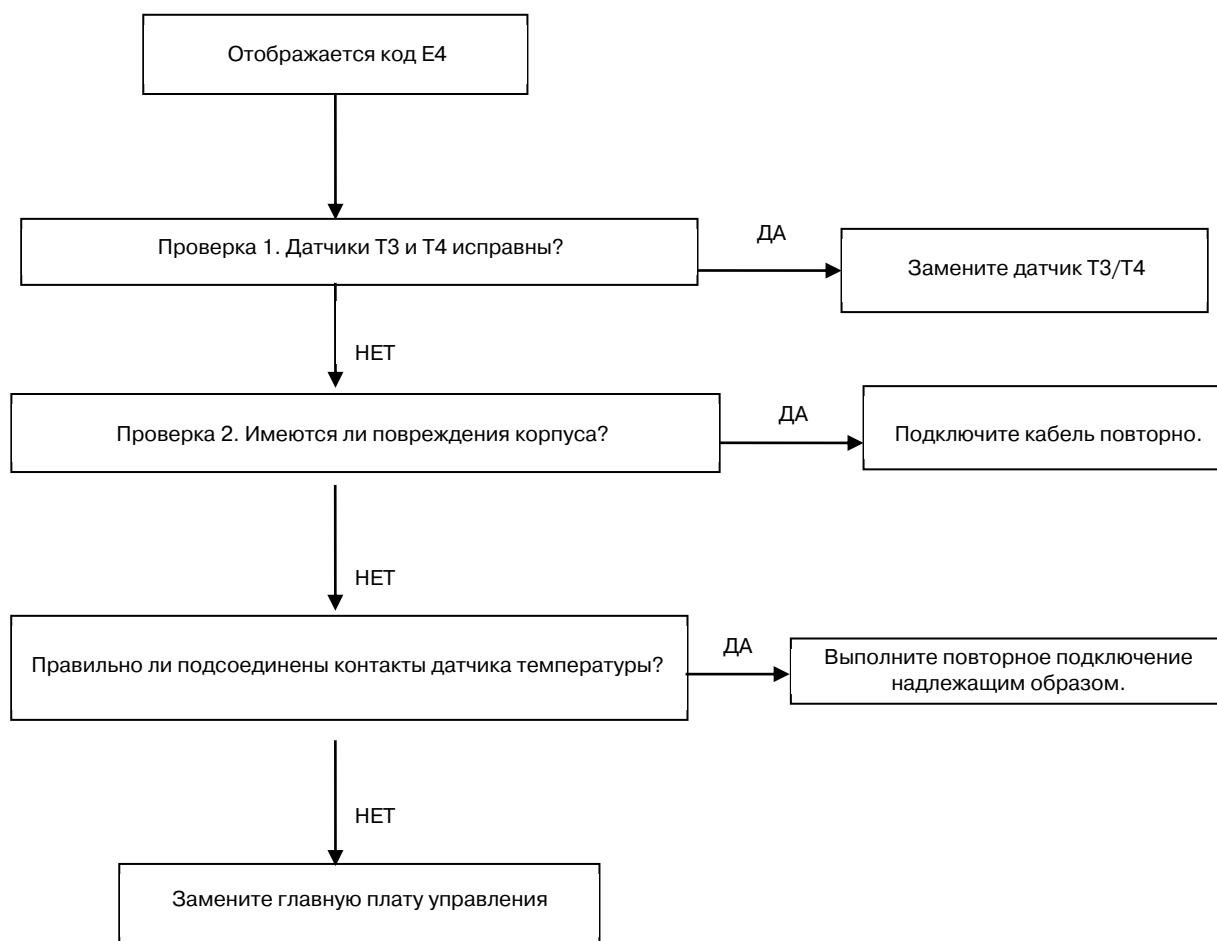 Отображается код E4
Проверка 1. Датчики T3 и T4 исправны?
ДА
Замените датчик T3/T4
НЕТ
Проверка 2. Имеются ли повреждения корпуса?
ДА
Подключите кабель повторно.
НЕТ
Правильно ли подсоединены контакты датчика температуры?
ДА
Выполните повторное подключение
надлежащим образом.
НЕТ
Замените главную плату управления